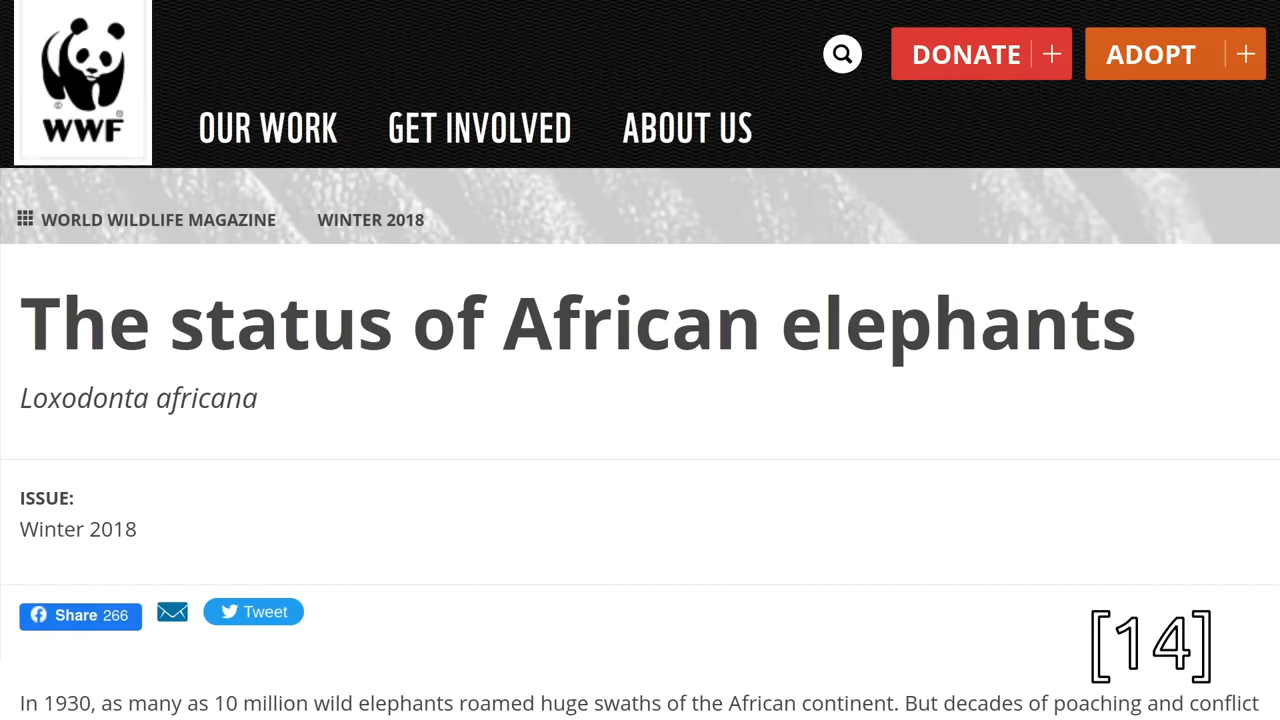 WWF
DONATE +
ADOPT +
OUR WORK GET INVOLVED ABOUT US
WORLD WILDLIFE MAGAZINE WINTER 2018
The status of African elephants
Loxodonta africana
ISSUE:
Winter 2018
Share 266
Tweet
[14]
In 1930, as many as 10 million wild elephants roamed huge swaths of the African continent. But decades of poaching and conflict